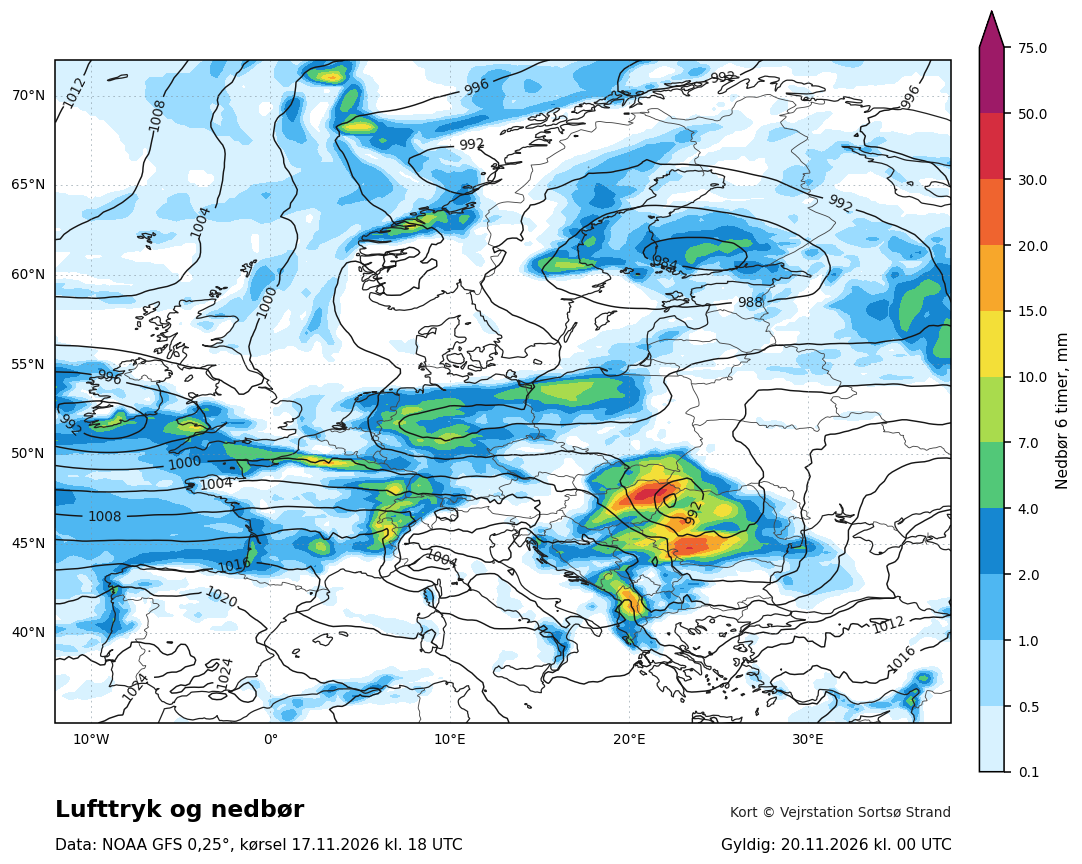 1012
1008
1004
1000
996
992
992
996
992
984
988
996
992
1000
1004
1008
1016
1020
1024
1024
1004
992
1012
1016
70°N
65°N
60°N
55°N
50°N
45°N
40°N
10°W
0°
10°E
20°E
30°E
75.0
50.0
30.0
20.0
15.0
10.0
7.0
4.0
2.0
1.0
0.5
0.1
Nedbør 6 timer, mm
Lufttryk og nedbør
Kort © Vejrstation Sortsø Strand
Data: NOAA GFS 0,25°, kørsel 17.11.2026 kl. 18 UTC
Gyldig: 20.11.2026 kl. 00 UTC